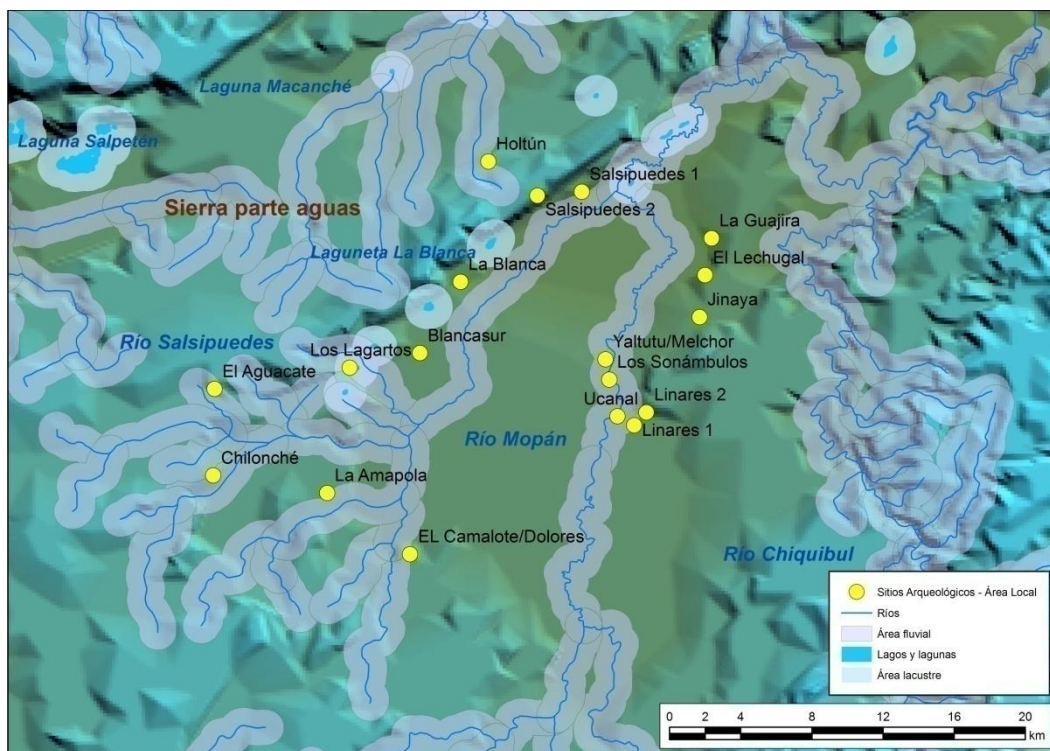 Laguna Macanché
Laguna Salpetén
Holtún
Salsipuedes 1
Sierra parte aguas
Salsipuedes 2
La Guajira
Laguneta La Blanca
El Lechugal
La Blanca
Jinaya
Río Salsipuedes
Blancasur
Yaltutu/Melchor
Los Lagartos
Los Sonámbulos
El Aguacate
Ucanal
Linares 2
Río Mopán
Linares 1
Chilonché
La Amapola
EL Camalote/Dolores
Río Chiquibul
Sitios Arqueológicos - Área Local
Ríos
Área fluvial
Lagos y lagunas
Área lacustre
0 2 4 8 12 16 20
km